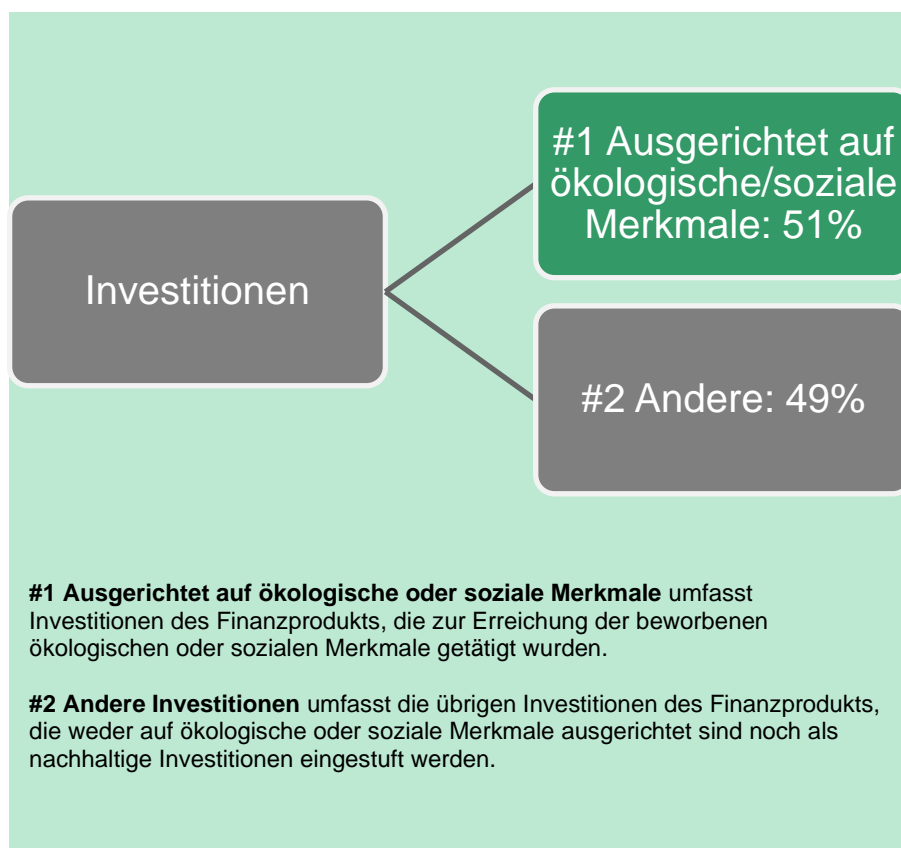 #1 Ausgerichtet auf
ökologische/soziale
Merkmale: 51%
Investitionen
#2 Andere: 49%
#1 Ausgerichtet auf ökologische oder soziale Merkmale umfasst
Investitionen des Finanzprodukts, die zur Erreichung der beworbenen
ökologischen oder sozialen Merkmale getätigt wurden.
#2 Andere Investitionen umfasst die übrigen Investitionen des Finanzprodukts,
die weder auf ökologische oder soziale Merkmale ausgerichtet sind noch als
nachhaltige Investitionen eingestuft werden.